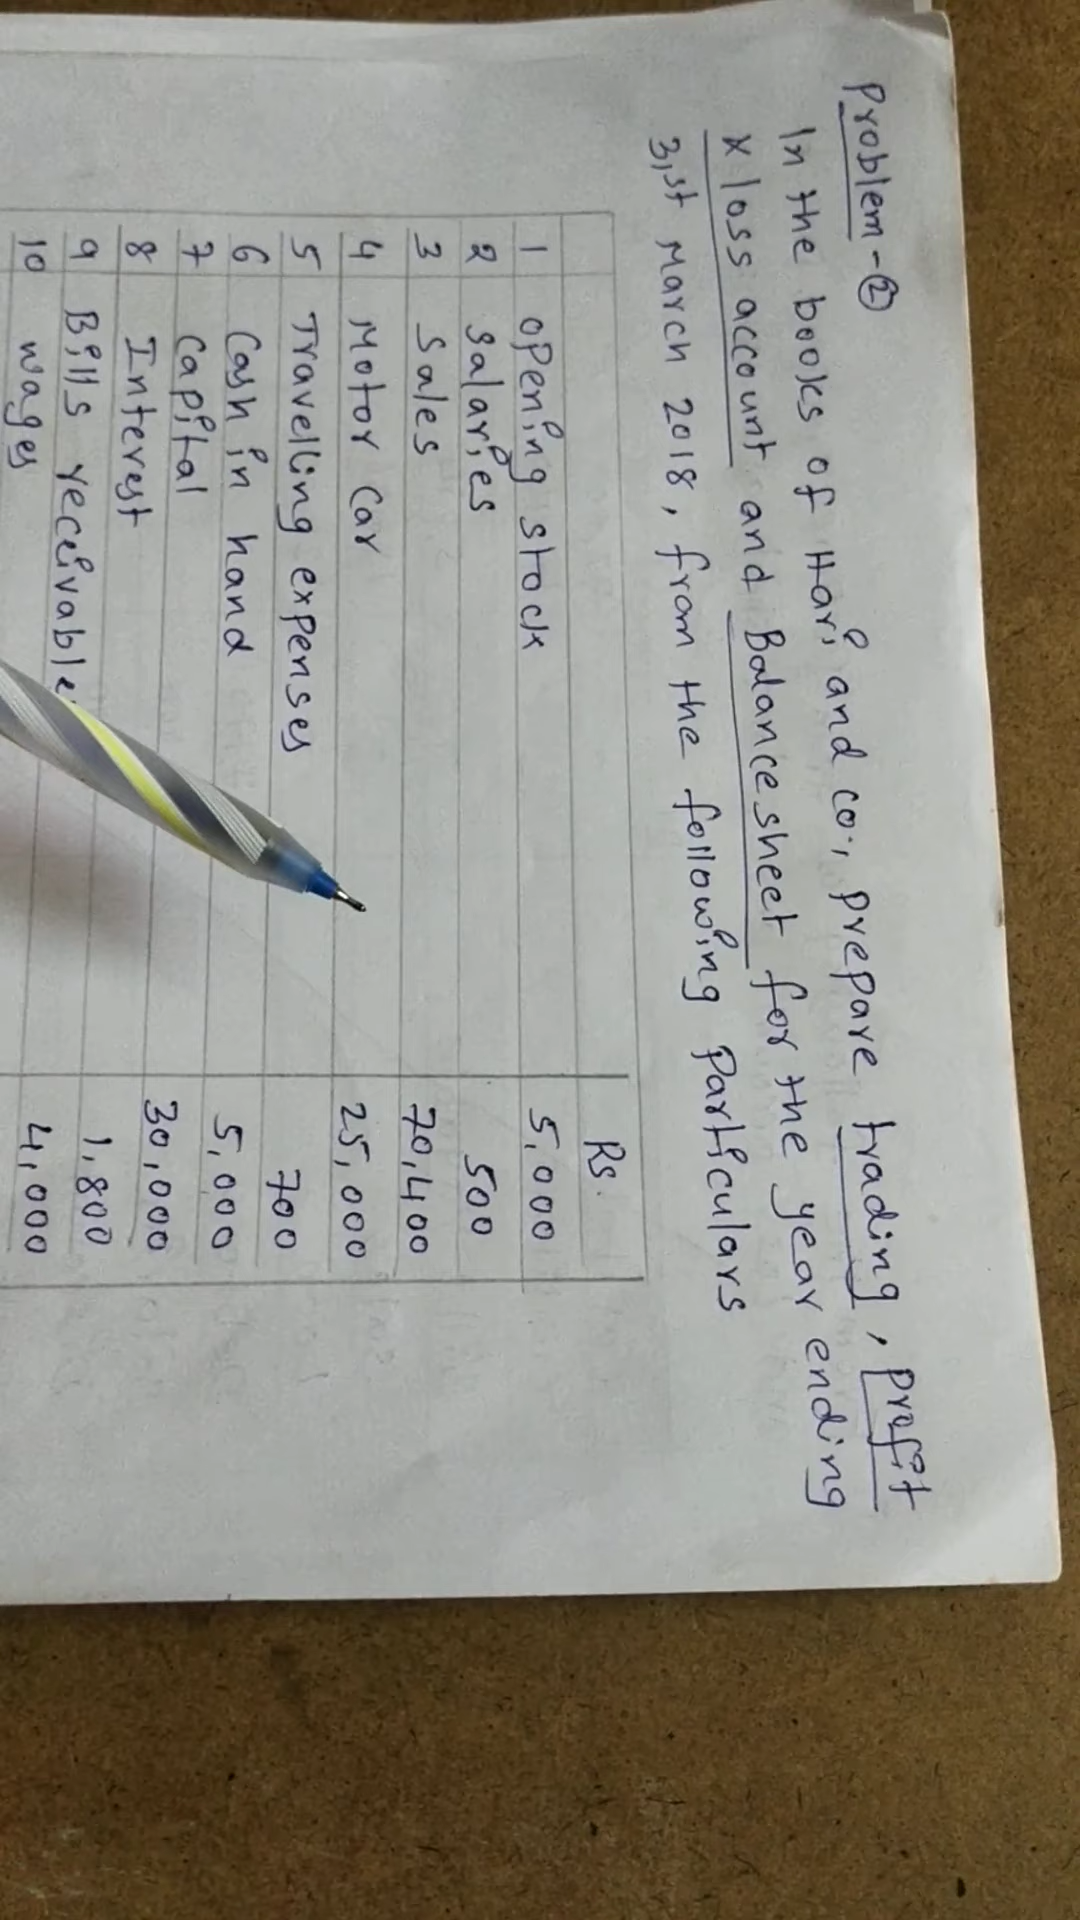 Problem-②
In the books of Hari and co., prepare trading, profit
& loss account and Balance sheet for the year ending
31st March 2018, from the following particulars
Rs.
1 opening stock 5,000
2 salaries 500
3 sales 70,400
4 Motor car 25,000
5 Travelling expenses 700
6 Cash in hand 5,000
7 Capital 30,000
8 Interest 1,800
9 Bills receivable 4,000
10 wages